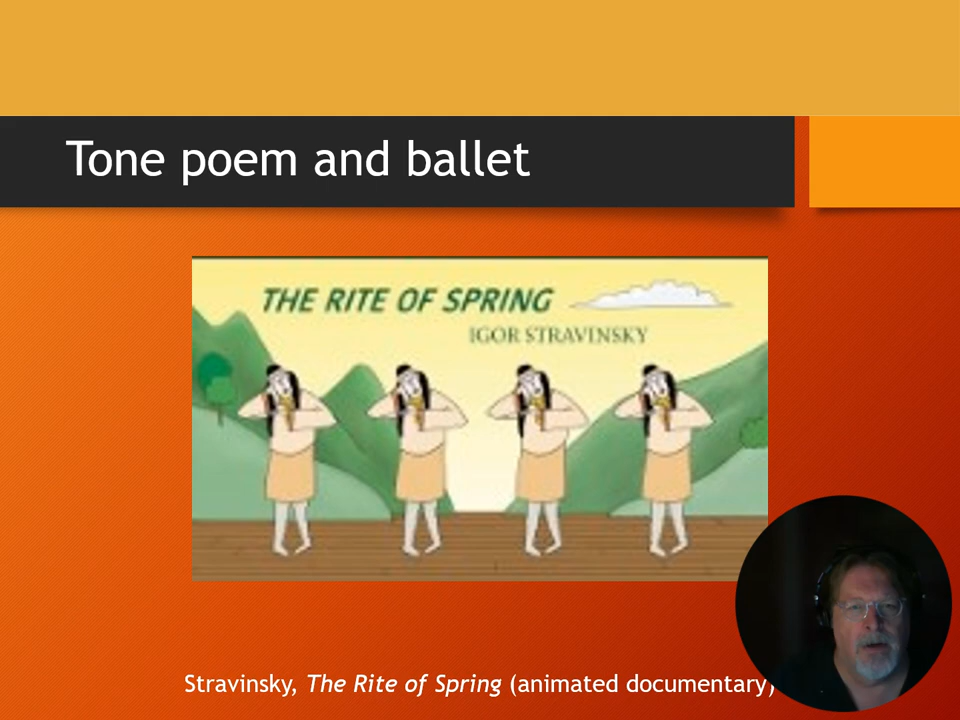 Tone poem and ballet
THE RITE OF SPRING
IGOR STRAVINSKY
Stravinsky, The Rite of Spring (animated documentary)